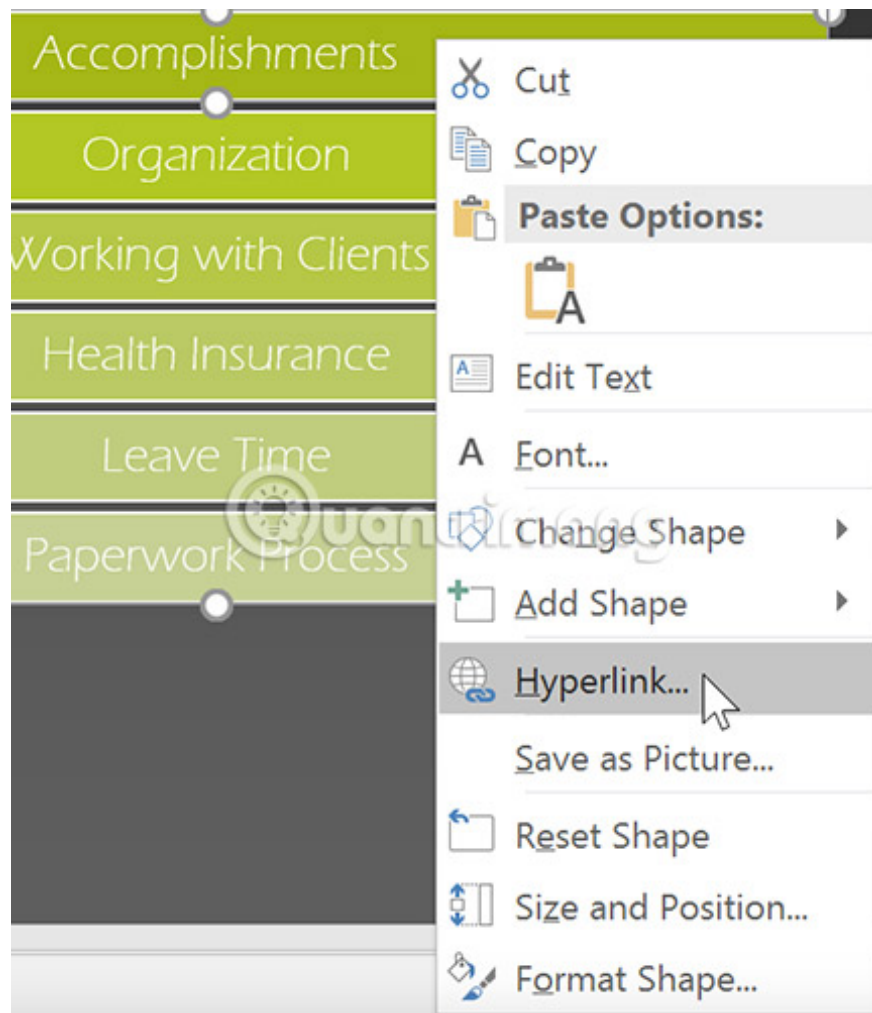 Accomplishments
Organization
Working with Clients
Health Insurance
Leave Time
Paperwork Process
Cut
Copy
Paste Options:
A
Edit Text
A Font...
Change Shape
Add Shape
Hyperlink...
Save as Picture...
Reset Shape
Size and Position...
Format Shape...
Quantrimang